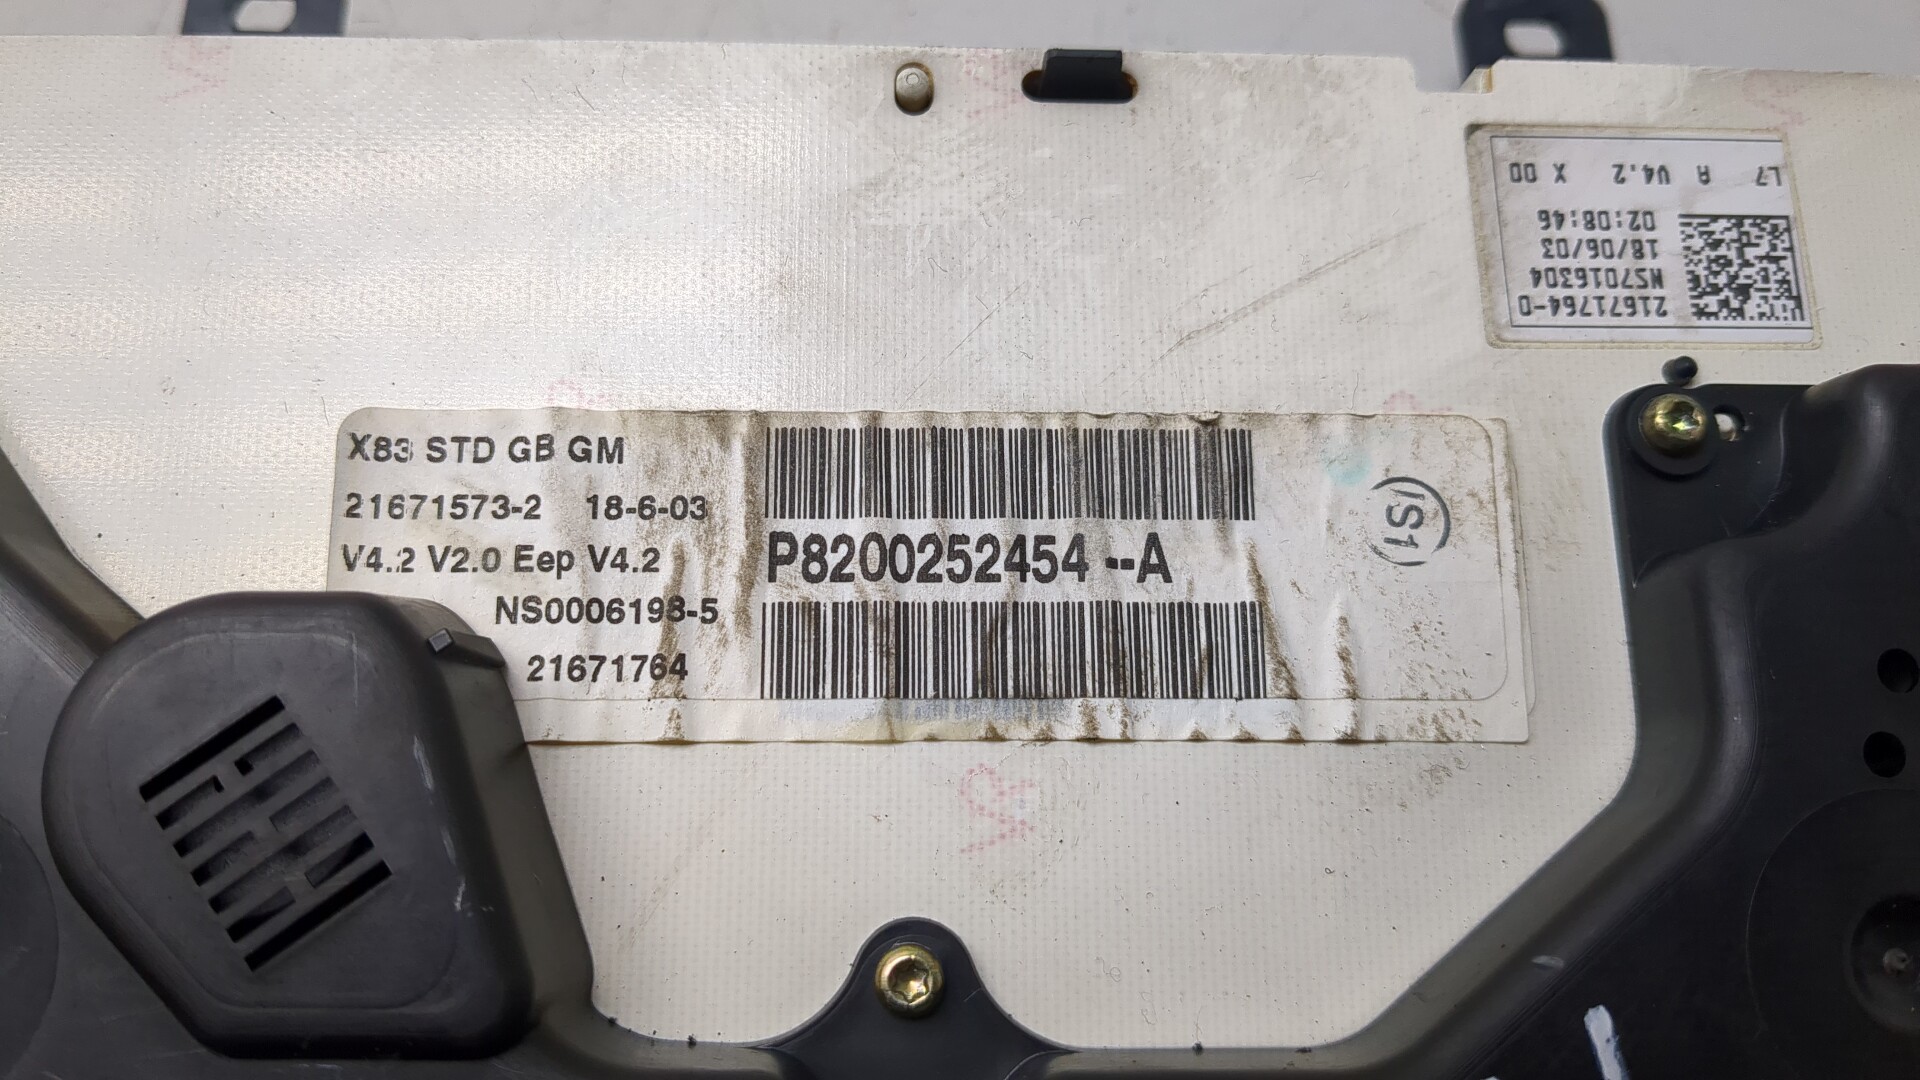 L7 A V4.2 X 00
02:08:46
18/06/03
NS7016304
21671764-0
X83 STD GB GM
21671573-2 18-6-03
V4.2 V2.0 Eep V4.2
NS0006198-5
21671764
P8200252454 --A
IS1